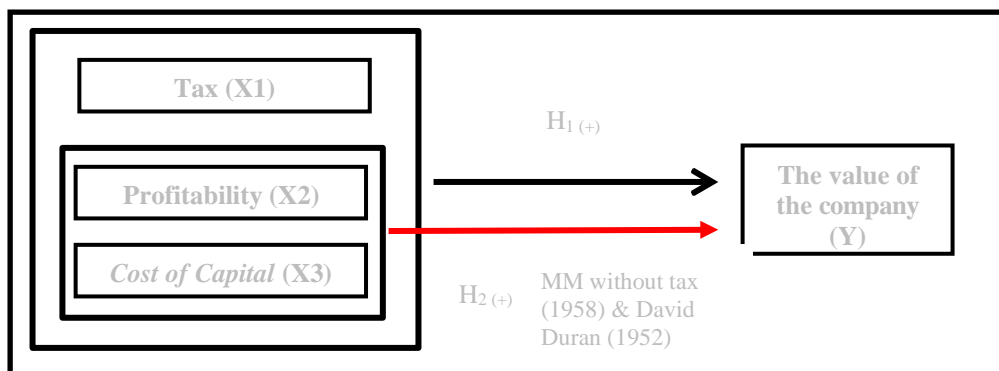 Tax (X1)
H1 (+)
Profitability (X2)
The value of
the company
(Y)
Cost of Capital (X3)
H2 (+)
MM without tax
(1958) & David
Duran (1952)